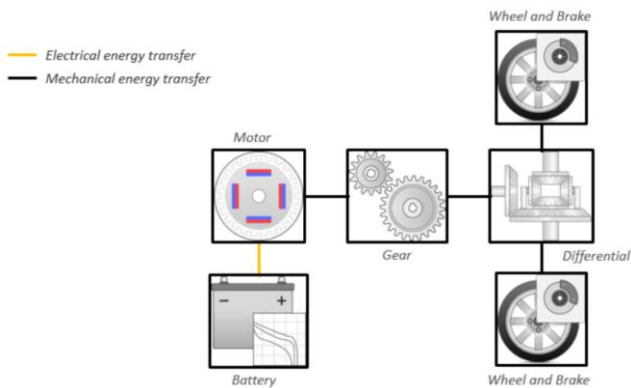 Wheel and Brake
Electrical energy transfer
Mechanical energy transfer
Motor
Gear
Differential
− +
Battery
Wheel and Brake